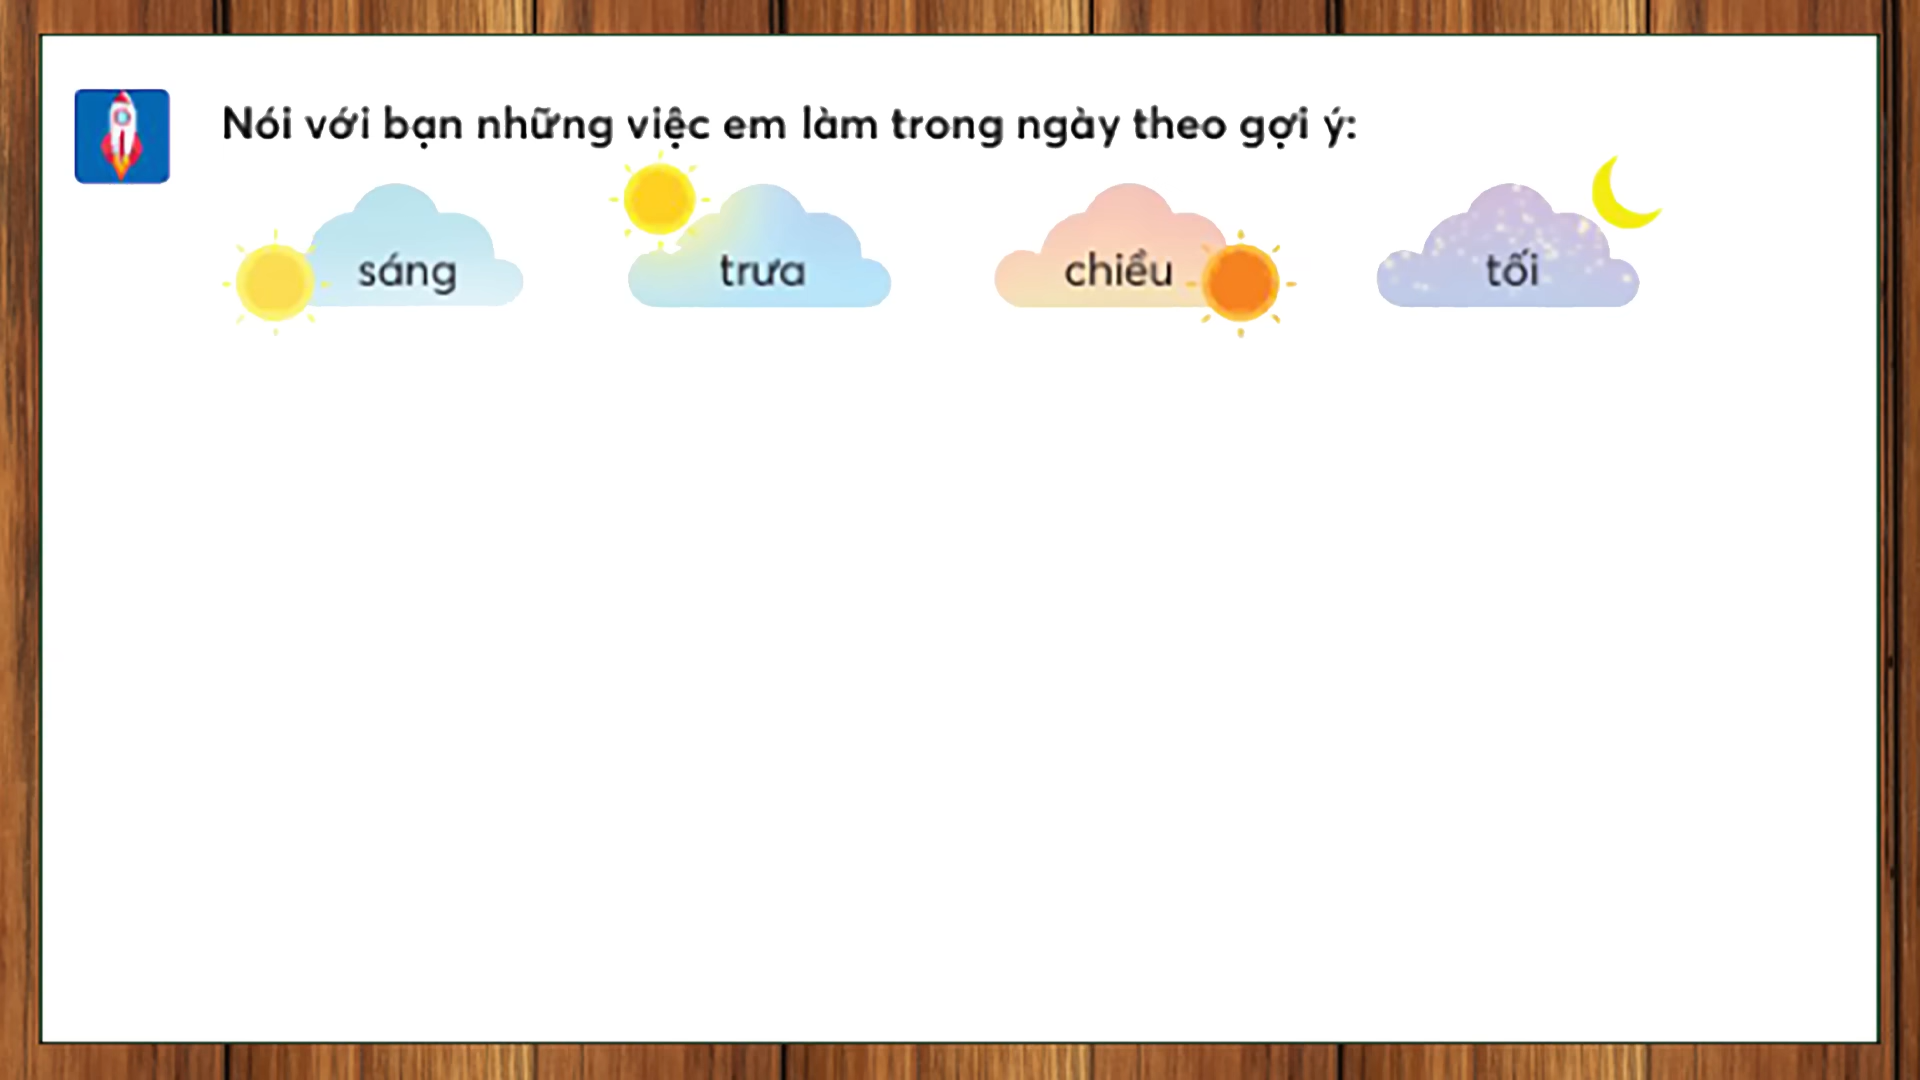 Nói với bạn những việc em làm trong ngày theo gợi ý:
sáng
trưa
chiều
tối